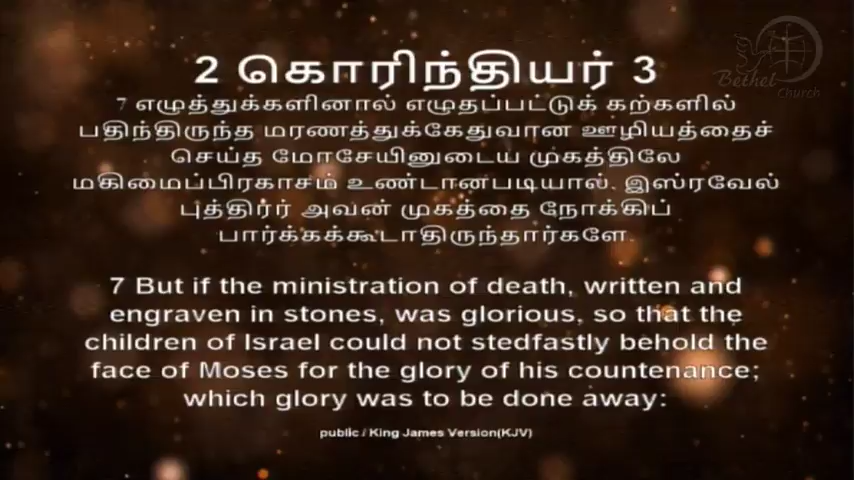 Bethel
Church
2 கொரிந்தியர் 3
7 எழுத்துக்களினால் எழுதப்பட்டுக் கற்களில்
பதிந்திருந்த மரணத்துக்கேதுவான ஊழியத்தைச்
செய்த மோசேயினுடைய முகத்திலே
மகிமைப்பிரகாசம் உண்டானபடியால், இஸ்ரவேல்
புத்திரர் அவன் முகத்தை நோக்கிப்
பார்க்கக்கூடாதிருந்தார்களே.
7 But if the ministration of death, written and
engraven in stones, was glorious, so that the
children of Israel could not stedfastly behold the
face of Moses for the glory of his countenance;
which glory was to be done away:
public / King James Version(KJV)